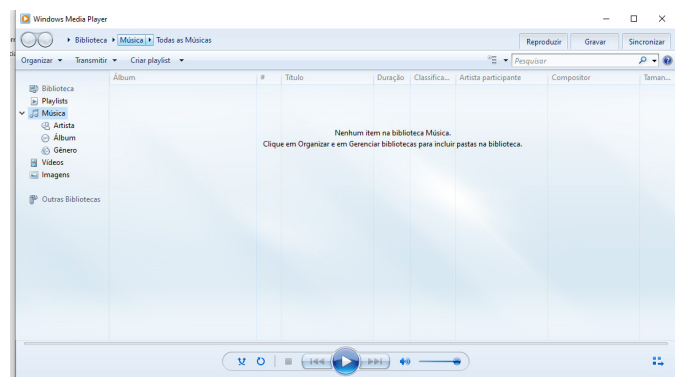 Windows Media Player
Biblioteca Música Todas as Músicas
Reproduzir Gravar Sincronizar
Organizar Transmitir Criar playlist
Pesquisar
Álbum # Título Duração Classifica... Artista participante Compositor Taman...
Biblioteca
Playlists
Música
Artista
Álbum
Gênero
Vídeos
Imagens
Outras Bibliotecas
Nenhum item na biblioteca Música.
Clique em Organizar e em Gerenciar bibliotecas para incluir pastas na biblioteca.